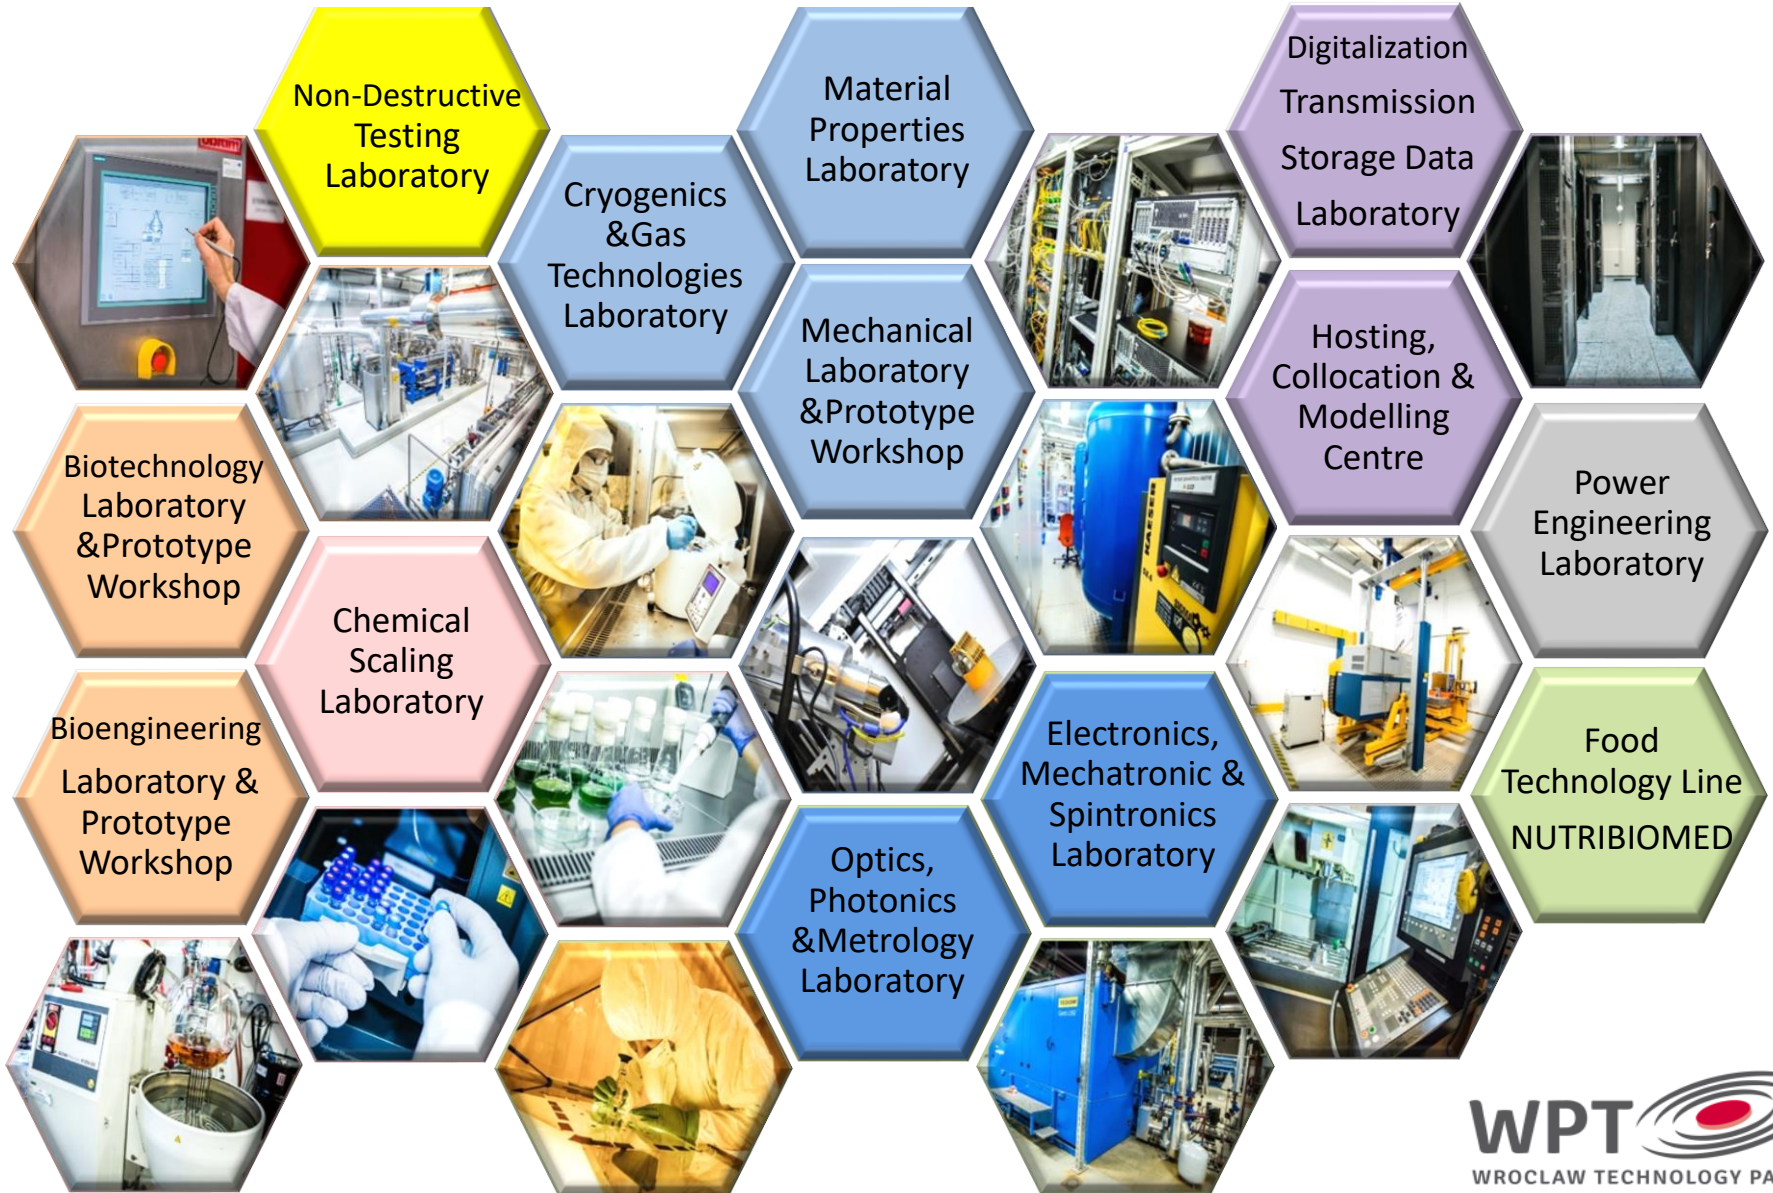 Non-Destructive
Testing
Laboratory
Material
Properties
Laboratory
Digitalization
Transmission
Storage Data
Laboratory
Cryogenics
&Gas
Technologies
Laboratory
Mechanical
Laboratory
&Prototype
Workshop
Hosting,
Collocation &
Modelling
Centre
Biotechnology
Laboratory
&Prototype
Workshop
Power
Engineering
Laboratory
KAESER
Chemical
Scaling
Laboratory
Bioengineering
Laboratory &
Prototype
Workshop
Electronics,
Mechatronic &
Spintronics
Laboratory
Food
Technology Line
NUTRIBIOMED
Optics,
Photonics
&Metrology
Laboratory
WPT
WROCLAW TECHNOLOGY PA